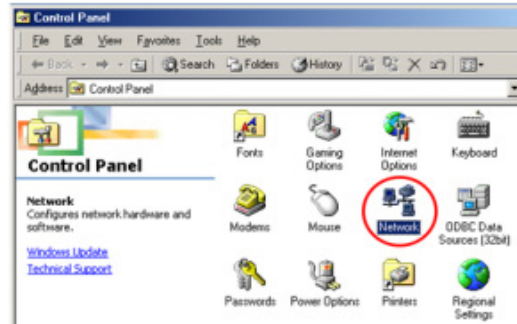 Control Panel
File Edit View Favorites Tools Help
Back Search Folders History
Address Control Panel
Control Panel
Network
Configures network hardware and
software.
Windows Update
Technical Support
Fonts
Gaming
Options
Internet
Options
Keyboard
Modems
Mouse
Network
ODBC Data
Sources (32bit)
Passwords
Power Options
Printers
Regional
Settings